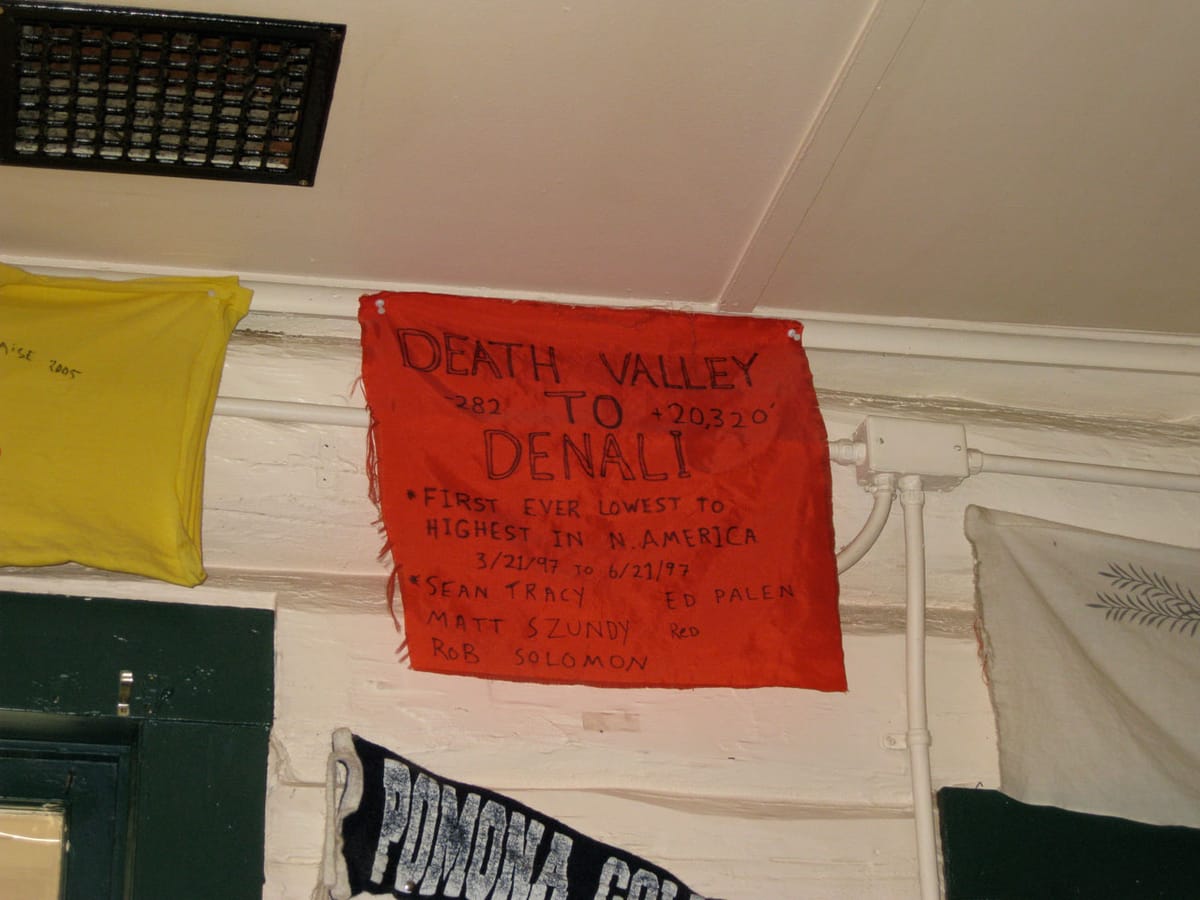 2005
DEATH VALLEY
-282 TO +20,320'
DENALI
* FIRST EVER LOWEST TO
HIGHEST IN N. AMERICA
3/21/97 TO 6/21/97
* SEAN TRACY ED PALEN
MATT SZUNDY ReD
RoB SOLOMON
POMONA